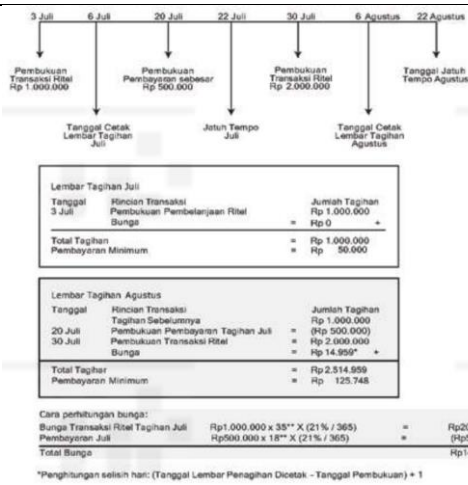 3 Juli 6 Juli 20 Juli 22 Juli 30 Juli 6 Agustus 22 Agustus
Pembukuan
Transaksi Ritel
Rp 1.000.000
Pembukuan
Pembayaran sebesar
Rp 500.000
Pembukuan
Transaksi Ritel
Rp 2.000.000
Tanggal Jatuh
Tempo Agustus
Tanggal Cetak
Lembar Tagihan
Juli
Jatuh Tempo
Juli
Tanggal Cetak
Lembar Tagihan
Agustus
Lembar Tagihan Juli
Tanggal Rincian Transaksi Jumlah Tagihan
3 Juli Pembukuan Pembelanjaan Ritel Rp 1.000.000
Bunga = Rp 0 +
Total Tagihan = Rp 1.000.000
Pembayaran Minimum = Rp 50.000
Lembar Tagihan Agustus
Tanggal Rincian Transaksi Jumlah Tagihan
Tagihan Sebelumnya Rp 1.000.000
20 Juli Pembukuan Pembayaran Tagihan Juli = (Rp 500.000)
30 Juli Pembukuan Transaksi Ritel = Rp 2.000.000
Bunga = Rp 14.959* +
Total Tagihan = Rp 2.514.959
Pembayaran Minimum = Rp 125.748
Cara perhitungan bunga:
Bunga Transaksi Ritel Tagihan Juli Rp1.000.000 x 35** X (21% / 365) = Rp20
Pembayaran Juli Rp500.000 x 18** X (21% / 365) = (Rp5
Total Bunga Rp1
*Penghitungan selisih hari: (Tanggal Lembar Penagihan Dicetak - Tanggal Pembukuan) + 1